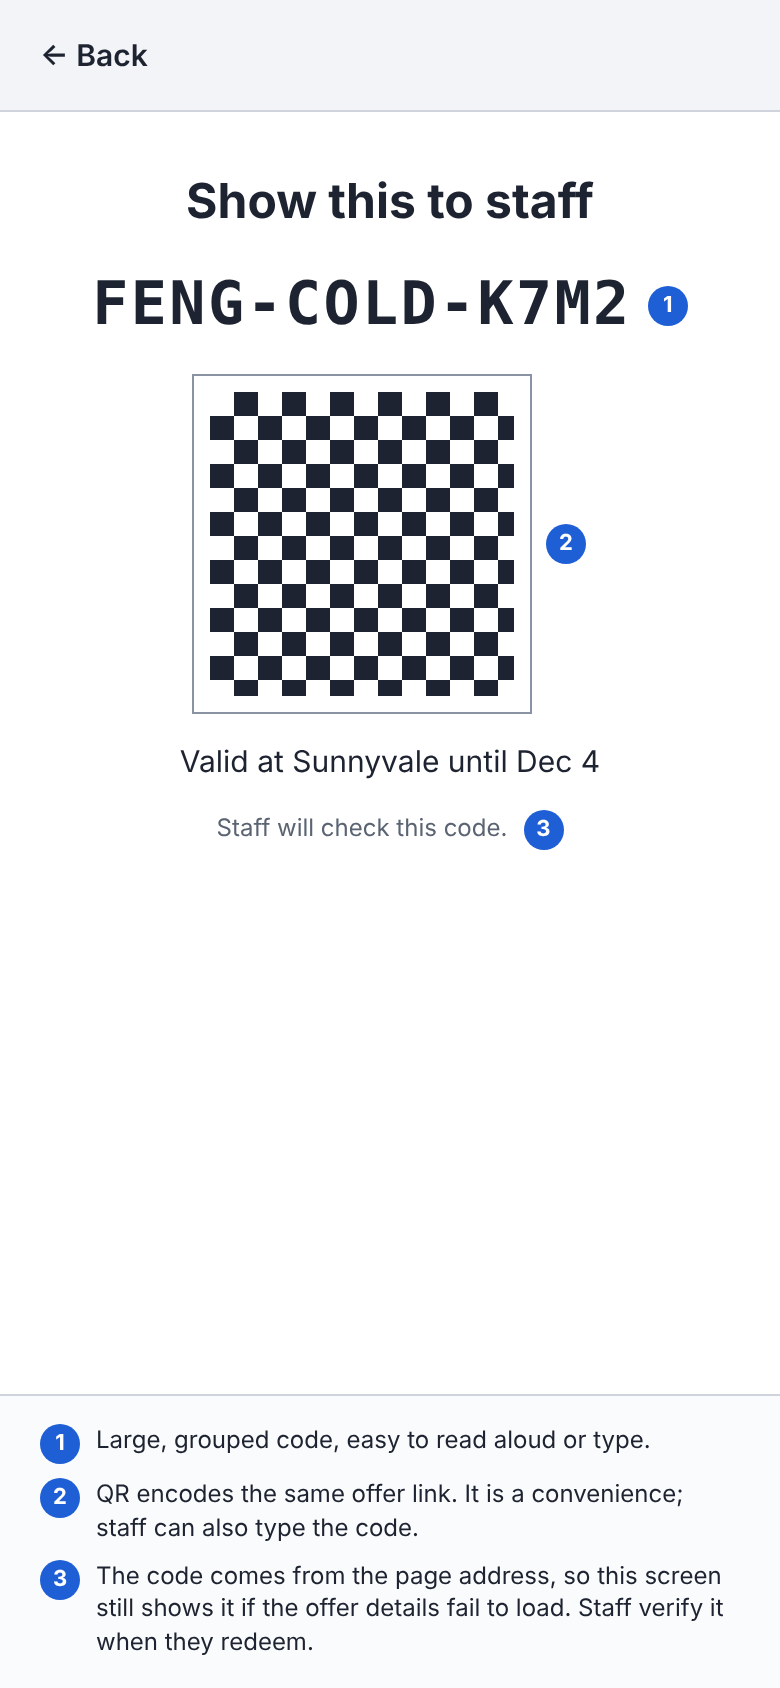 ← Back
Show this to staff
FENG-COLD-K7M2 1
2
Valid at Sunnyvale until Dec 4
Staff will check this code. 3
1 Large, grouped code, easy to read aloud or type.
2 QR encodes the same offer link. It is a convenience;
staff can also type the code.
3 The code comes from the page address, so this screen
still shows it if the offer details fail to load. Staff verify it
when they redeem.